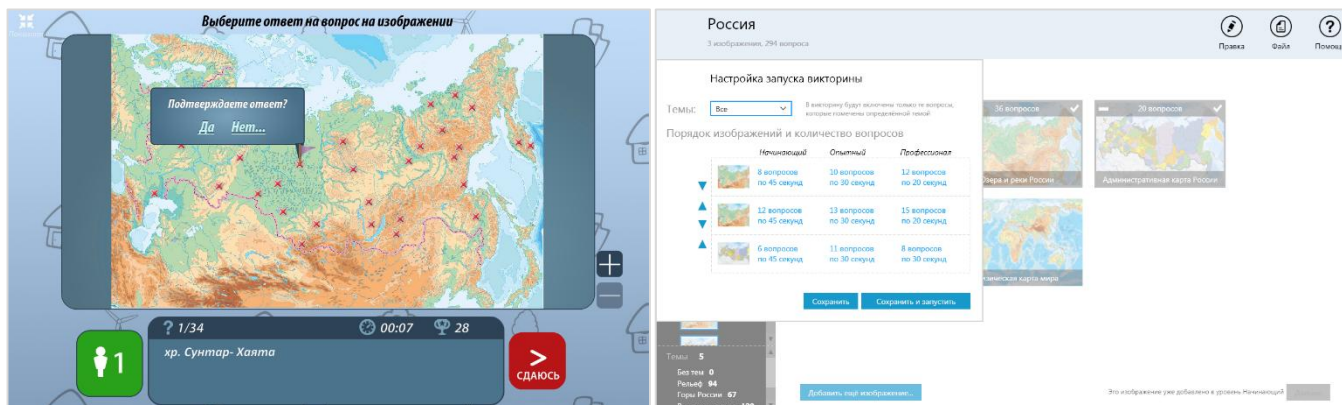 Выберите ответ на вопрос на изображении
Подтверждаете ответ?
Да Нет...
? 1/34 00:07 28
хр. Сунтар- Хаята
1
> СДАЮСЬ
Россия
3 изображения, 294 вопроса
Правка Файл Помощь
Настройка запуска викторины
Темы: Все
В викторину будут включены только те вопросы,
которые помечены определённой темой
Порядок изображений и количество вопросов
Начинающий Опытный Профессионал
8 вопросов 10 вопросов 12 вопросов
по 45 секунд по 30 секунд по 20 секунд
12 вопросов 13 вопросов 15 вопросов
по 45 секунд по 30 секунд по 20 секунд
6 вопросов 11 вопросов 8 вопросов
по 45 секунд по 30 секунд по 20 секунд
Сохранить Сохранить и запустить
36 вопросов
Озера и реки России
20 вопросов
Административная карта России
карта мира
Темы 5
Без тем 0
Рельеф 94
Горы России 67
Добавить ещё изображение...
Это изображение уже добавлено в уровень Начинающий